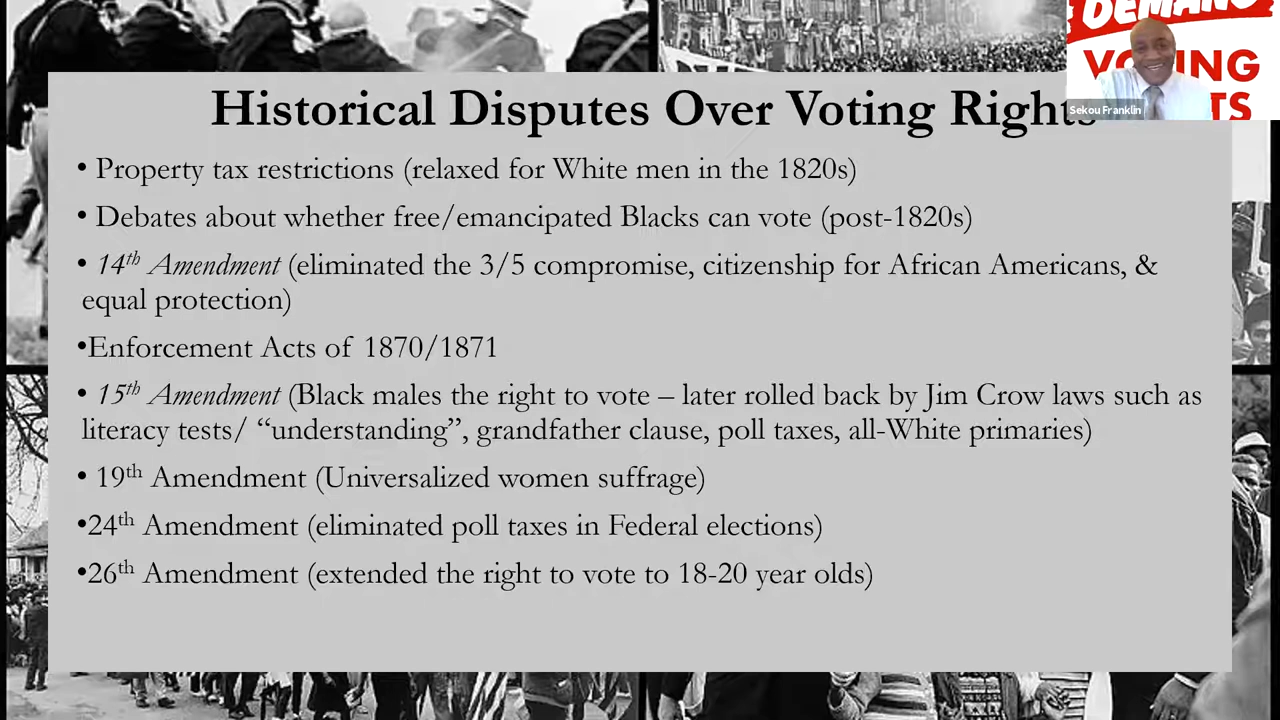 DEMAND
VOTING
Sekou Franklin
Historical Disputes Over Voting Rights
• Property tax restrictions (relaxed for White men in the 1820s)
• Debates about whether free/emancipated Blacks can vote (post-1820s)
• 14th Amendment (eliminated the 3/5 compromise, citizenship for African Americans, &
equal protection)
•Enforcement Acts of 1870/1871
• 15th Amendment (Black males the right to vote – later rolled back by Jim Crow laws such as
literacy tests/ “understanding”, grandfather clause, poll taxes, all-White primaries)
• 19th Amendment (Universalized women suffrage)
•24th Amendment (eliminated poll taxes in Federal elections)
•26th Amendment (extended the right to vote to 18-20 year olds)